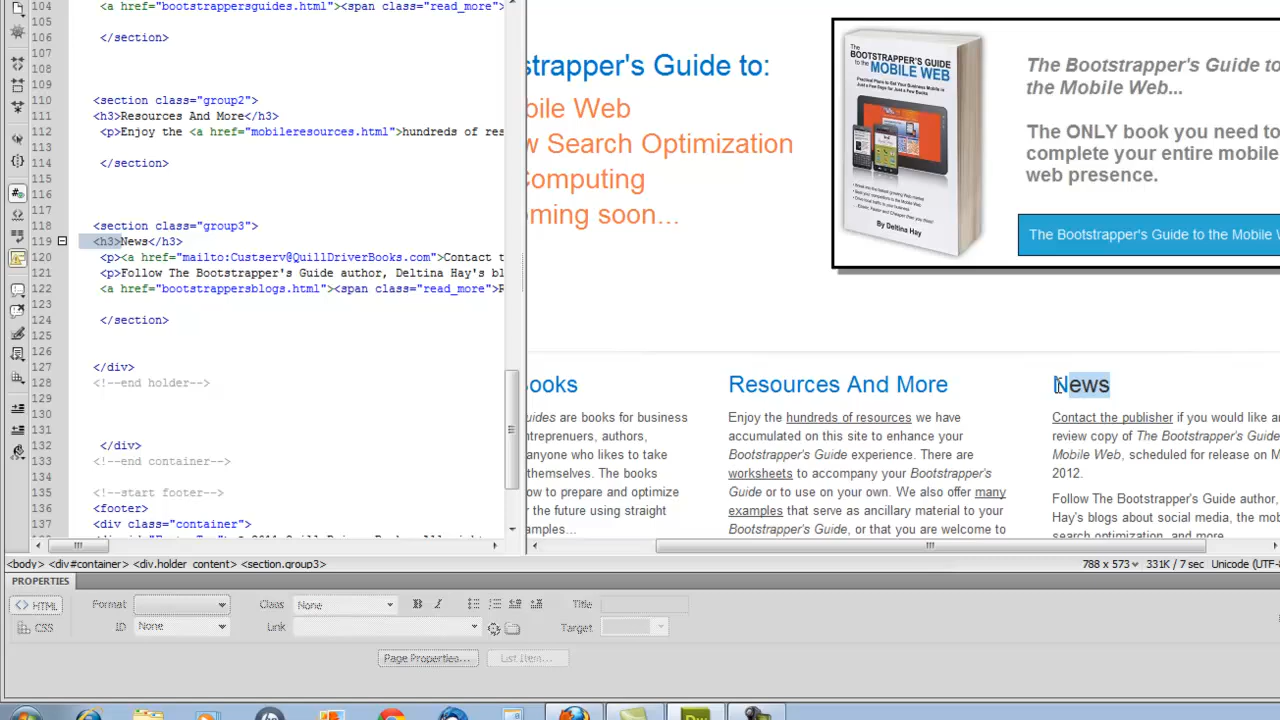 104 <a href="bootstrappersguides.html"><span class="read_more">
105
106 </section>
107
108
109
110 <section class="group2">
111 <h3>Resources And More</h3>
112 <p>Enjoy the <a href="mobileresources.html">hundreds of res
113
114 </section>
115
116
117
118 <section class="group3">
119 <h3>News</h3>
120 <p><a href="mailto:Custserv@QuillDriverBooks.com">Contact t
121 <p>Follow The Bootstrapper's Guide author, Deltina Hay's bl
122 <a href="bootstrappersblogs.html"><span class="read_more">R
123
124 </section>
125
126
127 </div>
128 <!--end holder-->
129
130
131
132 </div>
133 <!--end container-->
134
135 <!--start footer-->
136 <footer>
137 <div class="container">
strapper's Guide to:
bile Web
w Search Optimization
Computing
oming soon...
The
BOOTSTRAPPER'S GUIDE
to the MOBILE WEB
By Deltina Hay
The Bootstrapper's Guide to
the Mobile Web...
The ONLY book you need to
complete your entire mobile
web presence.
The Bootstrapper's Guide to the Mobile W
ooks
uides are books for business
ntreprenuers, authors,
anyone who likes to take
themselves. The books
ow to prepare and optimize
r the future using straight
amples...
Resources And More
Enjoy the hundreds of resources we have
accumulated on this site to enhance your
Bootstrapper's Guide experience. There are
worksheets to accompany your Bootstrapper's
Guide or to use on your own. We also offer many
examples that serve as ancillary material to your
Bootstrapper's Guide, or that you are welcome to
News
Contact the publisher if you would like a
review copy of The Bootstrapper's Guide
Mobile Web, scheduled for release on M
2012.
Follow The Bootstrapper's Guide author,
Hay's blogs about social media, the mob
search optimization, and more
<body> <div#container> <div.holder_content> <section.group3>
788 x 573 331K / 7 sec Unicode (UTF-8
PROPERTIES
<> HTML Format Class None B I Title
CSS ID None Link Target
Page Properties... List Item...
Dw